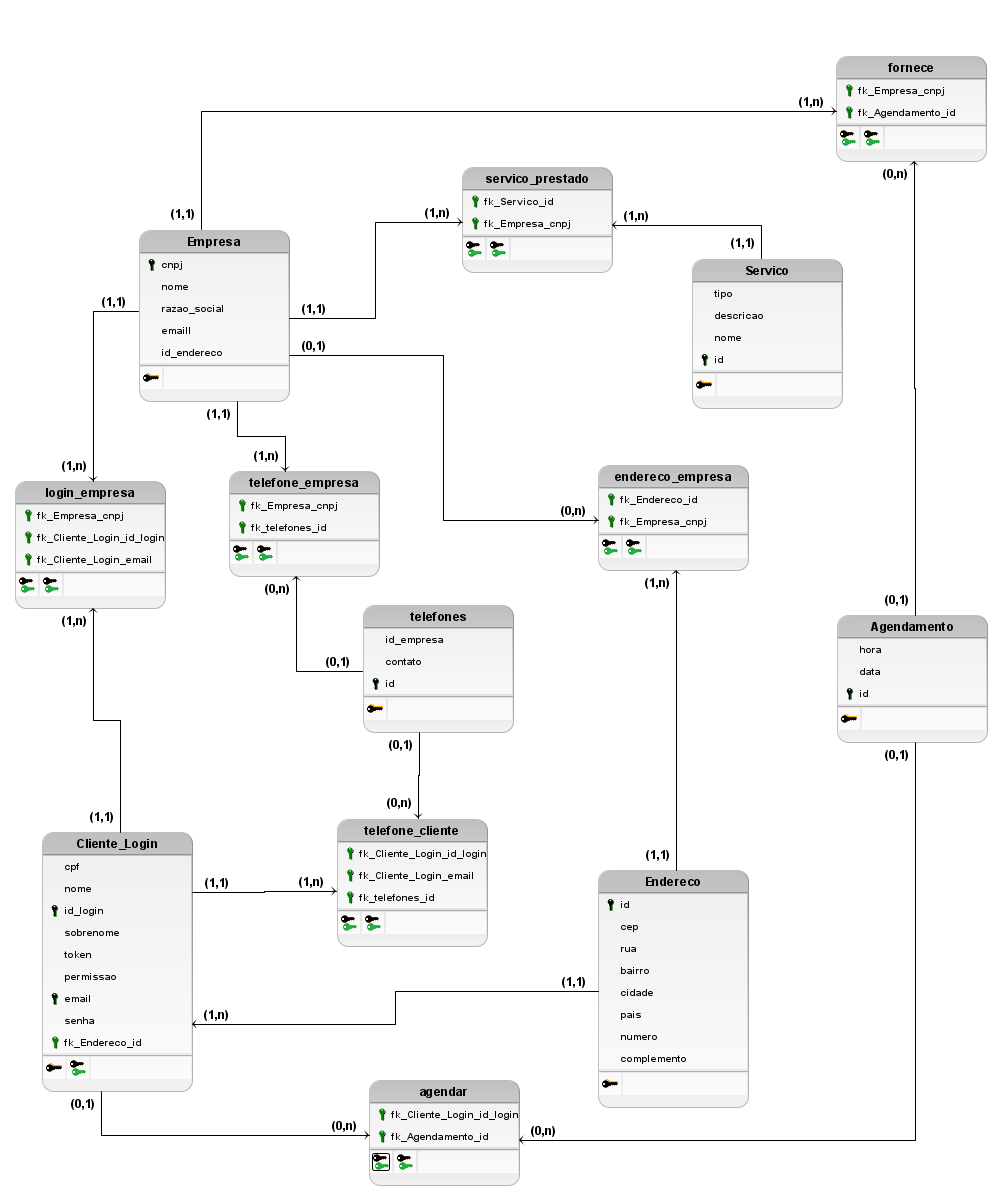 fornece
fk_Empresa_cnpj
fk_Agendamento_id
(1,n)
(0,n)
servico_prestado
fk_Servico_id
fk_Empresa_cnpj
(1,n)
(1,n)
(1,1)
Servico
tipo
descricao
nome
id
(1,1)
Empresa
cnpj
nome
razao_social
emaill
id_endereco
(1,1)
(1,1)
(0,1)
(1,1)
(1,n)
login_empresa
fk_Empresa_cnpj
fk_Cliente_Login_id_login
fk_Cliente_Login_email
(1,n)
(1,n)
telefone_empresa
fk_Empresa_cnpj
fk_telefones_id
(0,n)
endereco_empresa
fk_Endereco_id
fk_Empresa_cnpj
(0,n)
(1,n)
telefones
id_empresa
contato
id
(0,1)
(0,1)
(0,1)
Agendamento
hora
data
id
(0,1)
(0,n)
telefone_cliente
fk_Cliente_Login_id_login
fk_Cliente_Login_email
fk_telefones_id
(1,1)
Cliente_Login
cpf
nome
id_login
sobrenome
token
permissao
email
senha
fk_Endereco_id
(1,1)
(1,n)
(1,n)
(0,1)
(1,1)
Endereco
id
cep
rua
bairro
cidade
pais
numero
complemento
(1,1)
agendar
fk_Cliente_Login_id_login
fk_Agendamento_id
(0,n)
(0,n)